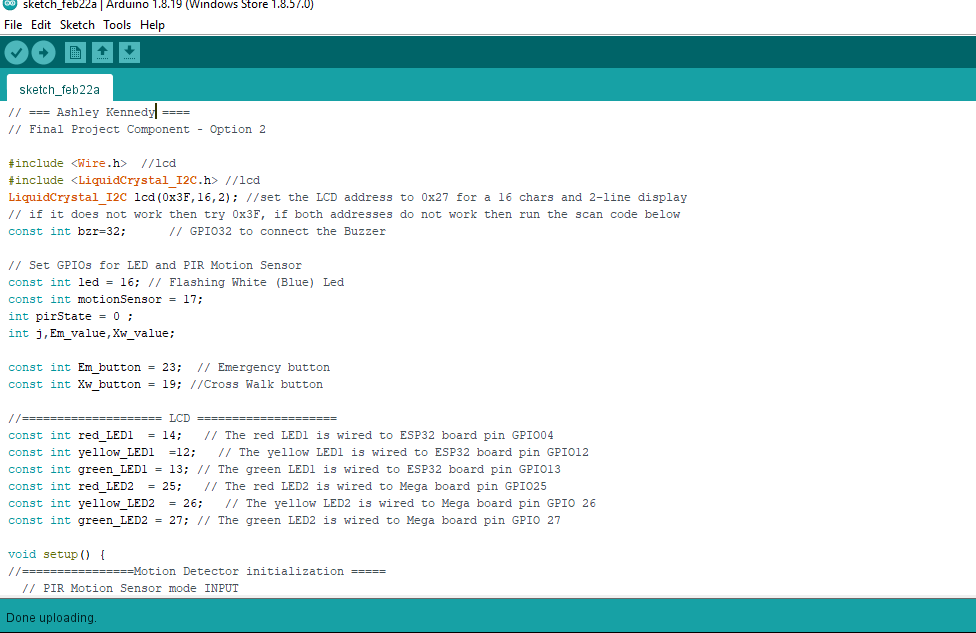 sketch_feb22a | Arduino 1.8.19 (Windows Store 1.8.57.0)
File Edit Sketch Tools Help
sketch_feb22a
// === Ashley Kennedy ====
// Final Project Component - Option 2
#include <Wire.h>  //lcd
#include <LiquidCrystal_I2C.h> //lcd
LiquidCrystal_I2C lcd(0x3F,16,2); //set the LCD address to 0x27 for a 16 chars and 2-line display
// if it does not work then try 0x3F, if both addresses do not work then run the scan code below
const int bzr=32;      // GPIO32 to connect the Buzzer
// Set GPIOs for LED and PIR Motion Sensor
const int led = 16; // Flashing White (Blue) Led
const int motionSensor = 17;
int pirState = 0 ;
int j,Em_value,Xw_value;
const int Em_button = 23;  // Emergency button
const int Xw_button = 19; //Cross Walk button
//==================== LCD ====================
const int red_LED1  = 14;   // The red LED1 is wired to ESP32 board pin GPIO04
const int yellow_LED1  =12;   // The yellow LED1 is wired to ESP32 board pin GPIO12
const int green_LED1 = 13; // The green LED1 is wired to ESP32 board pin GPIO13
const int red_LED2  = 25;   // The red LED2 is wired to Mega board pin GPIO25
const int yellow_LED2  = 26;   // The yellow LED2 is wired to Mega board pin GPIO 26
const int green_LED2 = 27; // The green LED2 is wired to Mega board pin GPIO 27
void setup() {
//================Motion Detector initialization =====
  // PIR Motion Sensor mode INPUT
Done uploading.